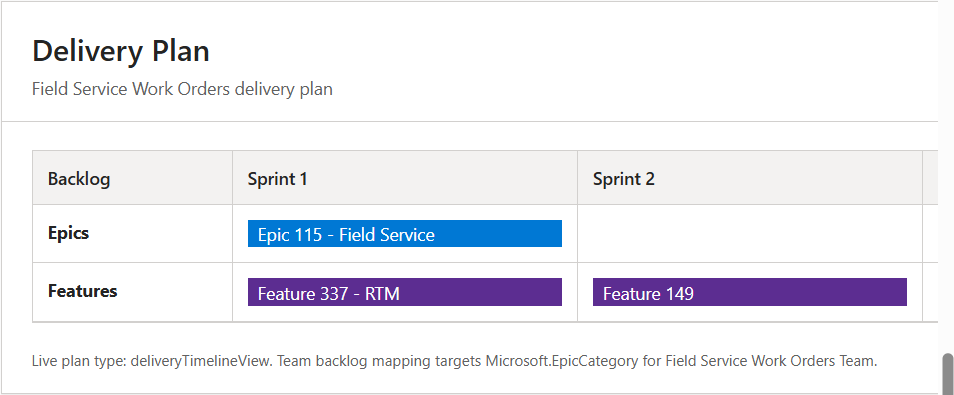 Delivery Plan
Field Service Work Orders delivery plan
Backlog
Sprint 1
Sprint 2
Epics
Epic 115 - Field Service
Features
Feature 337 - RTM
Feature 149
Live plan type: deliveryTimelineView. Team backlog mapping targets Microsoft.EpicCategory for Field Service Work Orders Team.